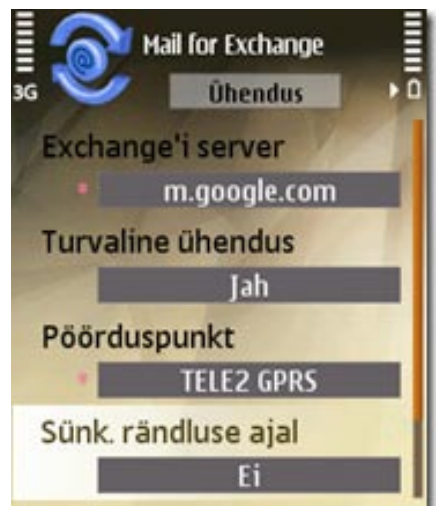 Mail for Exchange
3G
Ühendus
Exchange'i server
m.google.com
Turvaline ühendus
Jah
Pöörduspunkt
TELE2 GPRS
Sünk. rändluse ajal
Ei